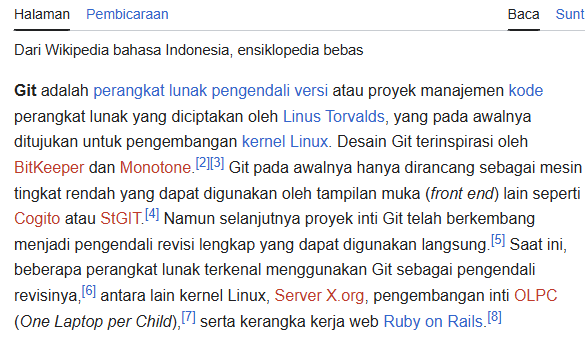 Halaman Pembicaraan Baca Sunt
Dari Wikipedia bahasa Indonesia, ensiklopedia bebas
Git adalah perangkat lunak pengendali versi atau proyek manajemen kode
perangkat lunak yang diciptakan oleh Linus Torvalds, yang pada awalnya
ditujukan untuk pengembangan kernel Linux. Desain Git terinspirasi oleh
BitKeeper dan Monotone.[2][3] Git pada awalnya hanya dirancang sebagai mesin
tingkat rendah yang dapat digunakan oleh tampilan muka (front end) lain seperti
Cogito atau StGIT.[4] Namun selanjutnya proyek inti Git telah berkembang
menjadi pengendali revisi lengkap yang dapat digunakan langsung.[5] Saat ini,
beberapa perangkat lunak terkenal menggunakan Git sebagai pengendali
revisinya,[6] antara lain kernel Linux, Server X.org, pengembangan inti OLPC
(One Laptop per Child),[7] serta kerangka kerja web Ruby on Rails.[8]